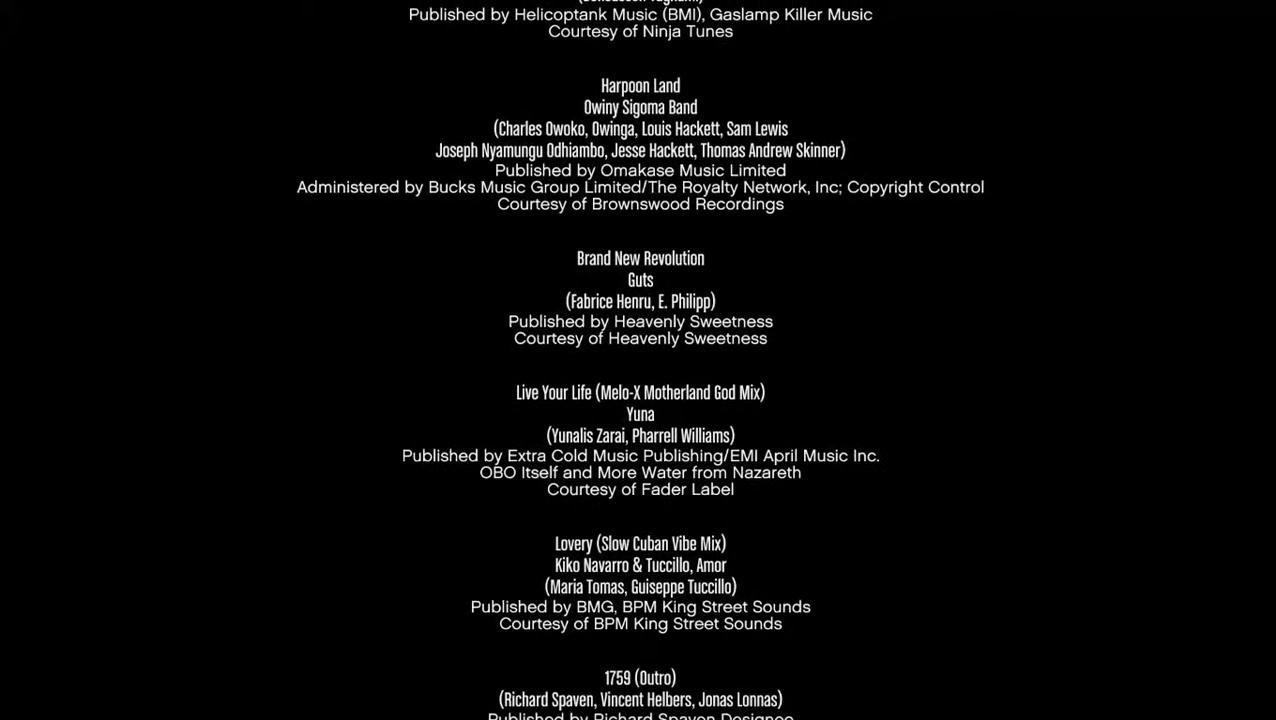 Published by Helicoptank Music (BMI), Gaslamp Killer Music
Courtesy of Ninja Tunes
Harpoon Land
Owiny Sigoma Band
(Charles Owoko, Owinga, Louis Hackett, Sam Lewis
Joseph Nyamungu Odhiambo, Jesse Hackett, Thomas Andrew Skinner)
Published by Omakase Music Limited
Administered by Bucks Music Group Limited/The Royalty Network, Inc; Copyright Control
Courtesy of Brownswood Recordings
Brand New Revolution
Guts
(Fabrice Henru, E. Philipp)
Published by Heavenly Sweetness
Courtesy of Heavenly Sweetness
Live Your Life (Melo-X Motherland God Mix)
Yuna
(Yunalis Zarai, Pharrell Williams)
Published by Extra Cold Music Publishing/EMI April Music Inc.
OBO Itself and More Water from Nazareth
Courtesy of Fader Label
Lovery (Slow Cuban Vibe Mix)
Kiko Navarro & Tuccillo, Amor
(Maria Tomas, Guiseppe Tuccillo)
Published by BMG, BPM King Street Sounds
Courtesy of BPM King Street Sounds
1759 (Outro)
(Richard Spaven, Vincent Helbers, Jonas Lonnas)
Published by Richard Spaven Designee